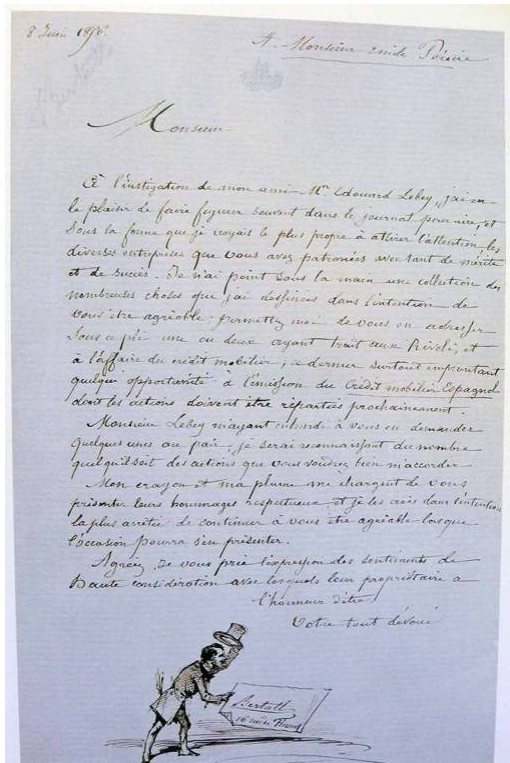 8 Juin 1856.
A. Monsieur Emile Péreire
Monsieur
A l'instigation de mon ami Mr. Edouard Lebey, j'ai eu
le plaisir de faire figurer souvent dans le journal pour rire, et
sous la forme que je croyais le plus propre à attirer l'attention, les
diverses entreprises que vous avez patronées avec tant de mérite
et de succès. Je n'ai point sous la main une collection des
nombreuses choses que j'ai dessinées dans l'intention de
vous être agréable. permettez moi de vous en adresser
sous ce pli une ou deux ayant trait aux Rivoli, et
à l'affaire du crédit mobilier; ce dernier surtout empruntant
quelque opportunité à l'émission du Crédit mobilier Espagnol
dont les actions doivent être réparties prochainement.
Monsieur Lebey m'ayant enhardi à vous en demander
quelques unes au pair, je serai reconnaissant du nombre
quel qu'il soit des actions que vous voudrez bien m'accorder
Mon crayon et ma plume me chargent de vous
présenter leurs hommages respectueux et je les crois dans l'intention
la plus arrêtée de continuer à vous être agréable lorsque
l'occasion pourra s'en présenter.
Agréez, je vous prie l'expression des sentiments de
haute considération avec lesquels leur propriétaire a
l'honneur d'être
Votre tout dévoué
Bertall
16 rue